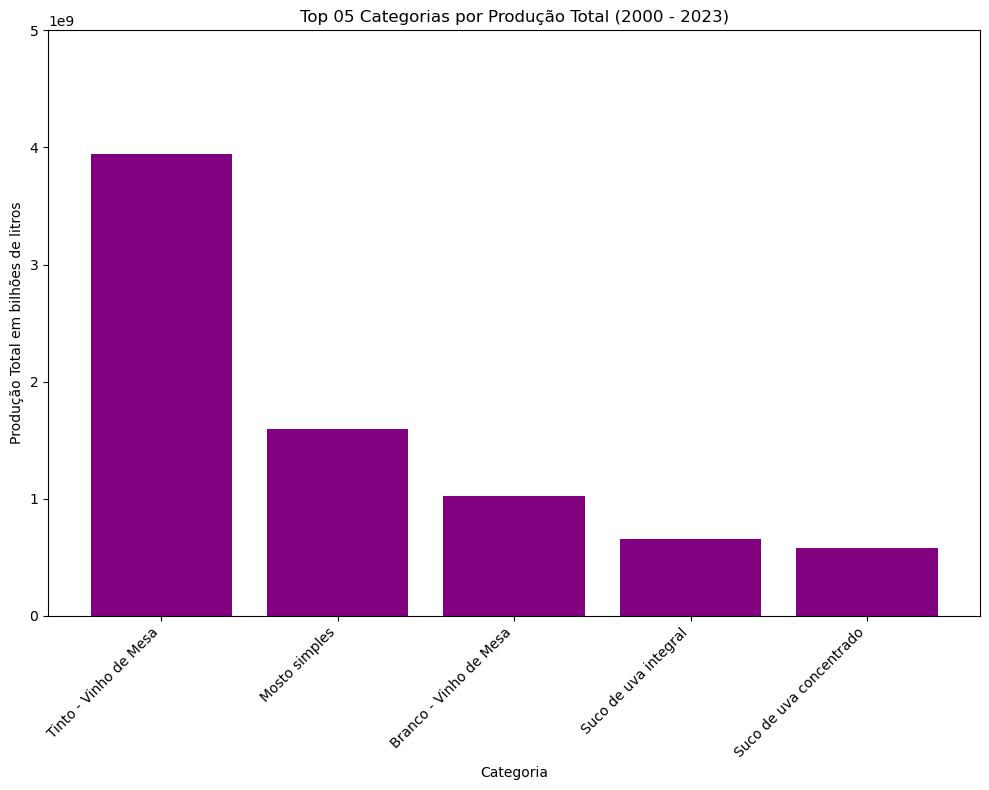 Top 05 Categorias por Produção Total (2000 - 2023)
1e9
5
4
3
2
1
0
Produção Total em bilhões de litros
Tinto - Vinho de Mesa
Mosto simples
Branco - Vinho de Mesa
Suco de uva integral
Suco de uva concentrado
Categoria